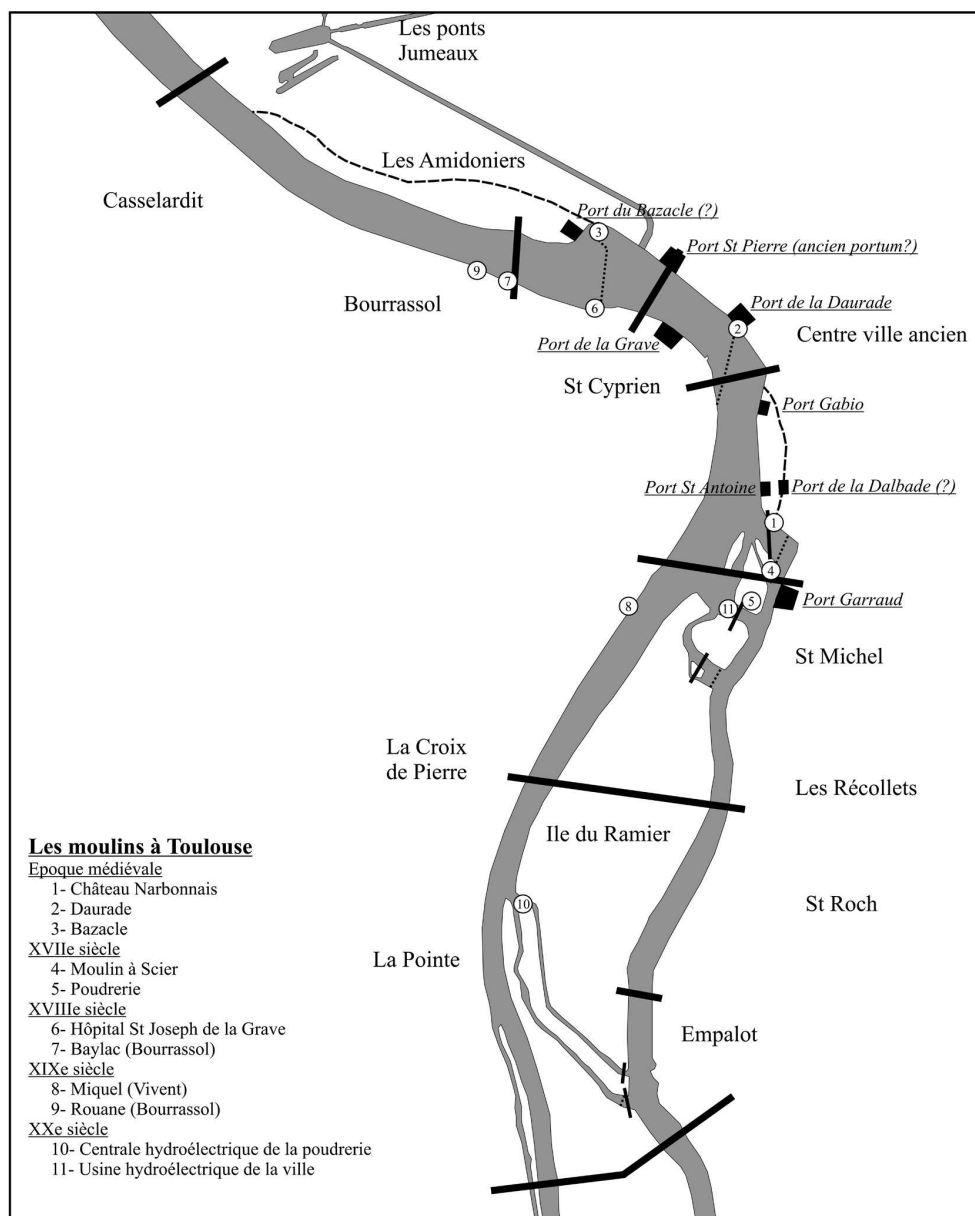 Les ponts
Jumeaux
Les Amidoniers
Casselardit
Port du Bazacle (?)
3
Port St Pierre (ancien portum?)
9
7
Bourrassol
6
Port de la Daurade
2
Centre ville ancien
Port de la Grave
St Cyprien
Port Gabio
Port St Antoine
Port de la Dalbade (?)
1
4
8
11
5
Port Garraud
St Michel
La Croix
de Pierre
Les Récollets
Ile du Ramier
10
St Roch
La Pointe
Empalot
Les moulins à Toulouse
Epoque médiévale
1- Château Narbonnais
2- Daurade
3- Bazacle
XVIIe siècle
4- Moulin à Scier
5- Poudrerie
XVIIIe siècle
6- Hôpital St Joseph de la Grave
7- Baylac (Bourrassol)
XIXe siècle
8- Miquel (Vivent)
9- Rouane (Bourrassol)
XXe siècle
10- Centrale hydroélectrique de la poudrerie
11- Usine hydroélectrique de la ville